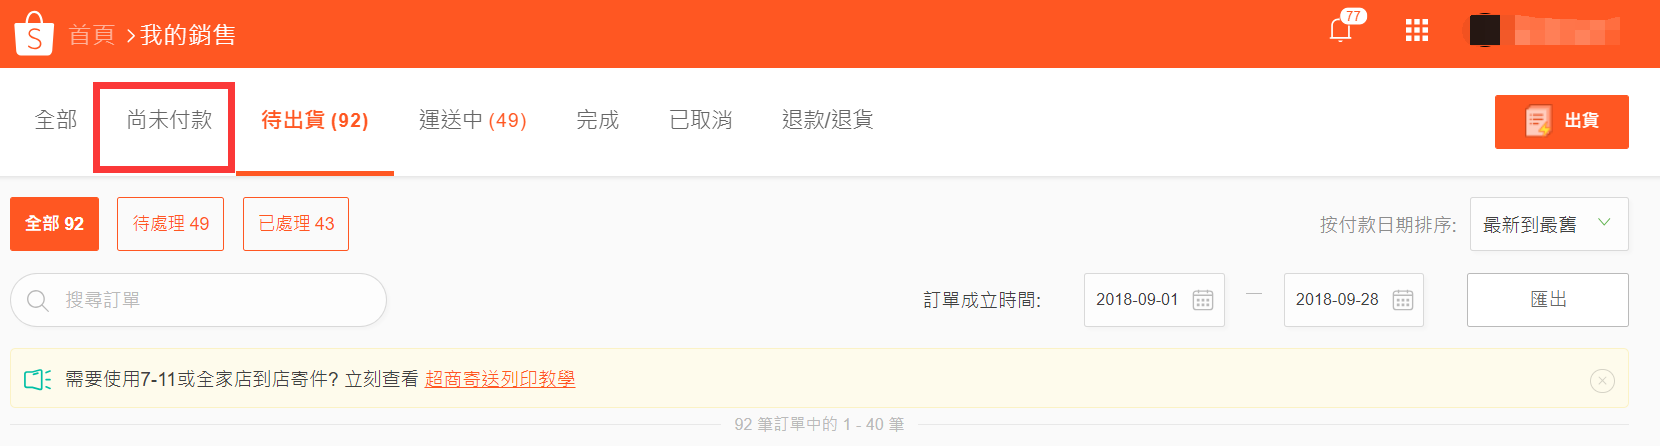 S 首頁 >我的銷售 77
全部 尚未付款 待出貨 (92) 運送中 (49) 完成 已取消 退款/退貨 出貨
全部 92 待處理 49 已處理 43 按付款日期排序: 最新到最舊
搜尋訂單 訂單成立時間: 2018-09-01 — 2018-09-28 匯出
需要使用7-11或全家店到店寄件? 立刻查看 超商寄送列印教學
92 筆訂單中的 1 - 40 筆